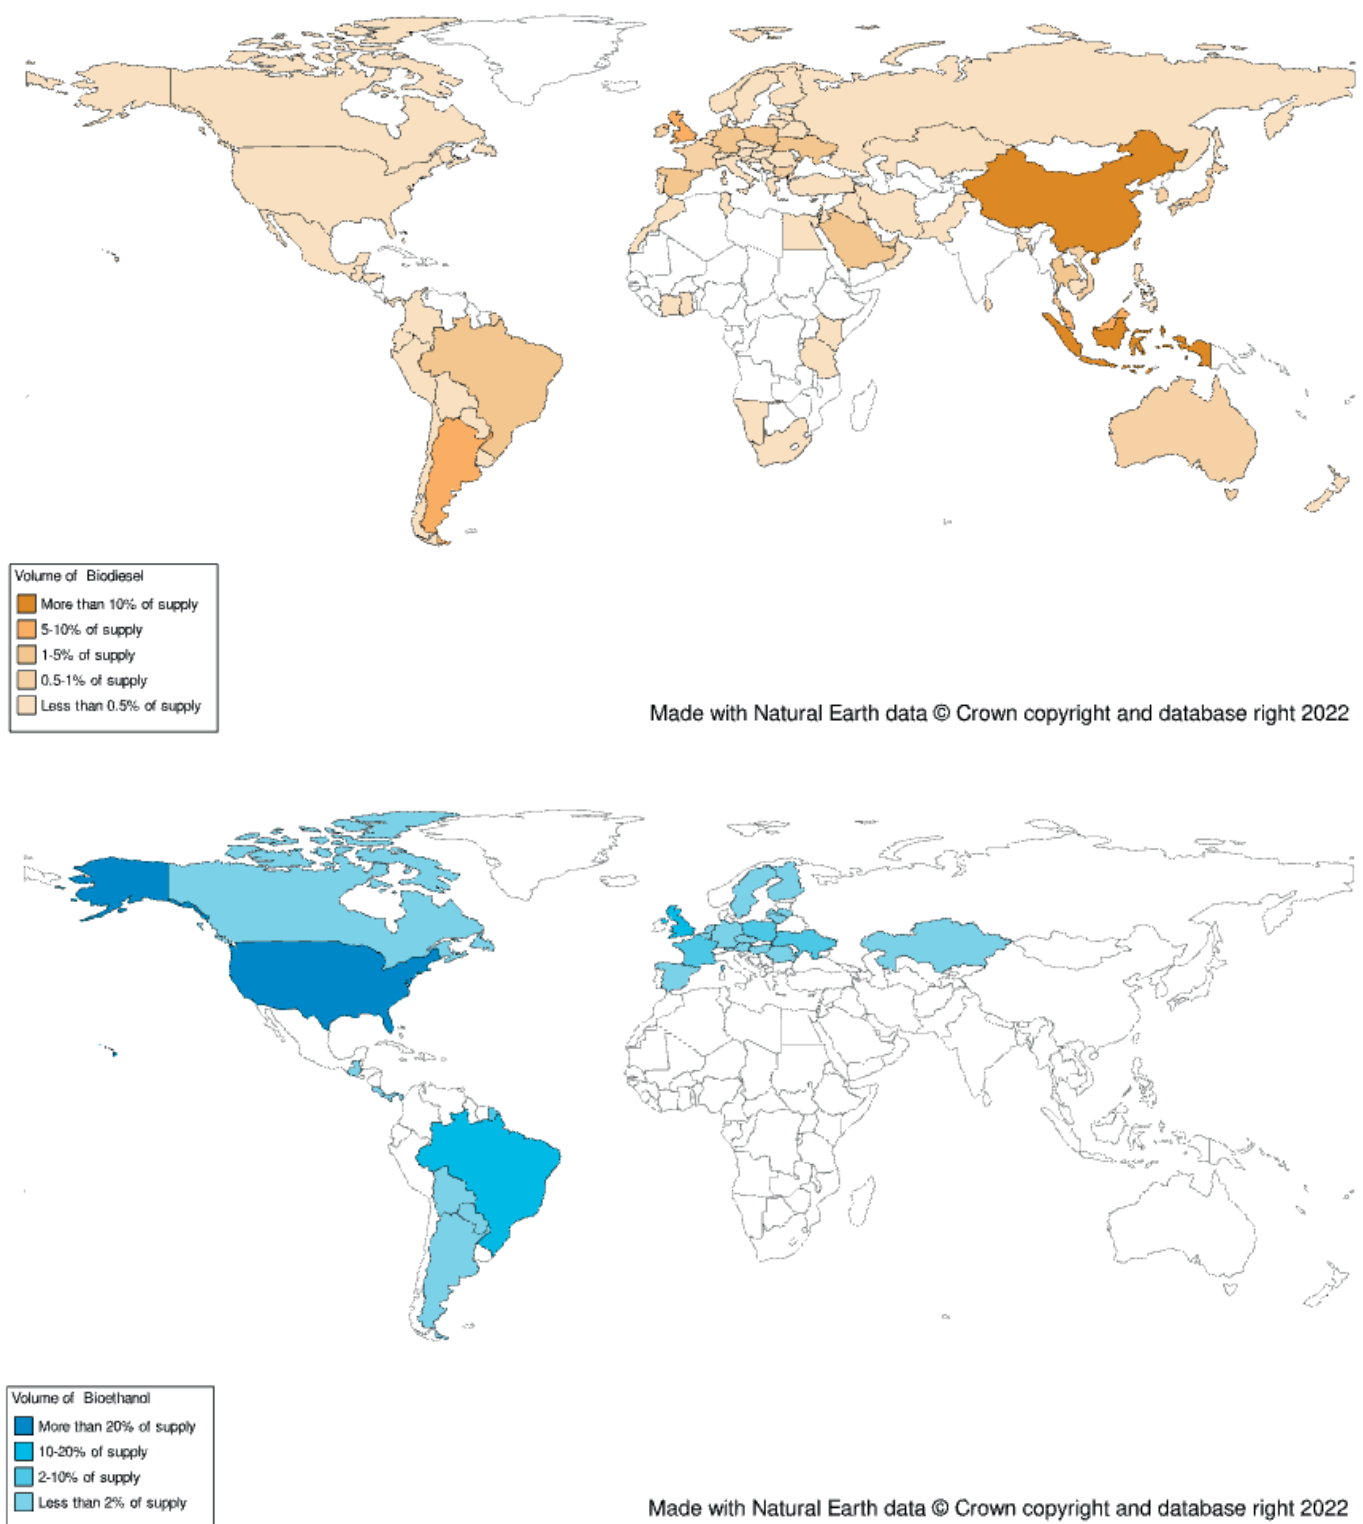 Volume of Biodiesel
More than 10% of supply
5-10% of supply
1-5% of supply
0.5-1% of supply
Less than 0.5% of supply
Made with Natural Earth data © Crown copyright and database right 2022
Volume of Bioethanol
More than 20% of supply
10-20% of supply
2-10% of supply
Less than 2% of supply
Made with Natural Earth data © Crown copyright and database right 2022